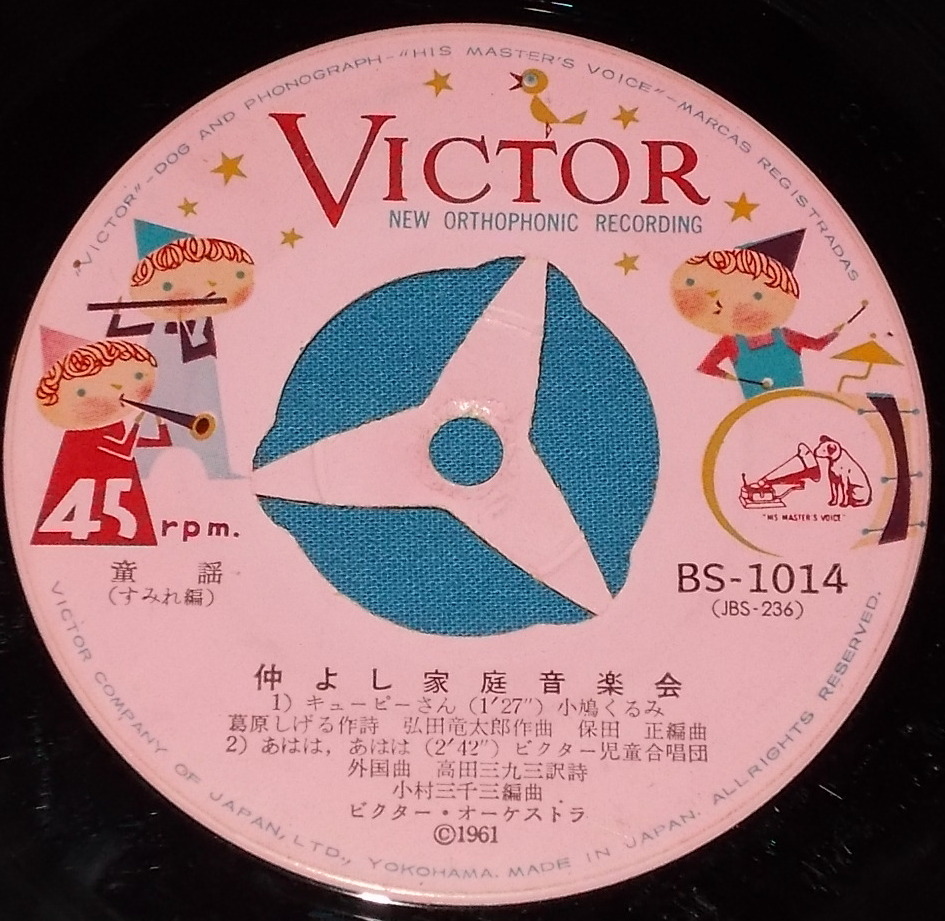 "VICTOR"-DOG AND PHONOGRAPH-"HIS MASTER'S VOICE"-MARCAS REGISTRADAS
VICTOR
NEW ORTHOPHONIC RECORDING
45 rpm.
"HIS MASTER'S VOICE"
童 謡
(すみれ編)
BS-1014
(JBS-236)
仲よし家庭音楽会
1) キューピーさん (1′27″) 小鳩くるみ
葛原しげる作詩 弘田竜太郎作曲 保田 正編曲
2) あはは,あはは (2′42″) ビクター児童合唱団
外国曲 高田三九三訳詩
小村三千三編曲
ビクター・オーケストラ
©1961
VICTOR COMPANY OF JAPAN, LTD., YOKOHAMA. MADE IN JAPAN. ALL RIGHTS RESERVED.